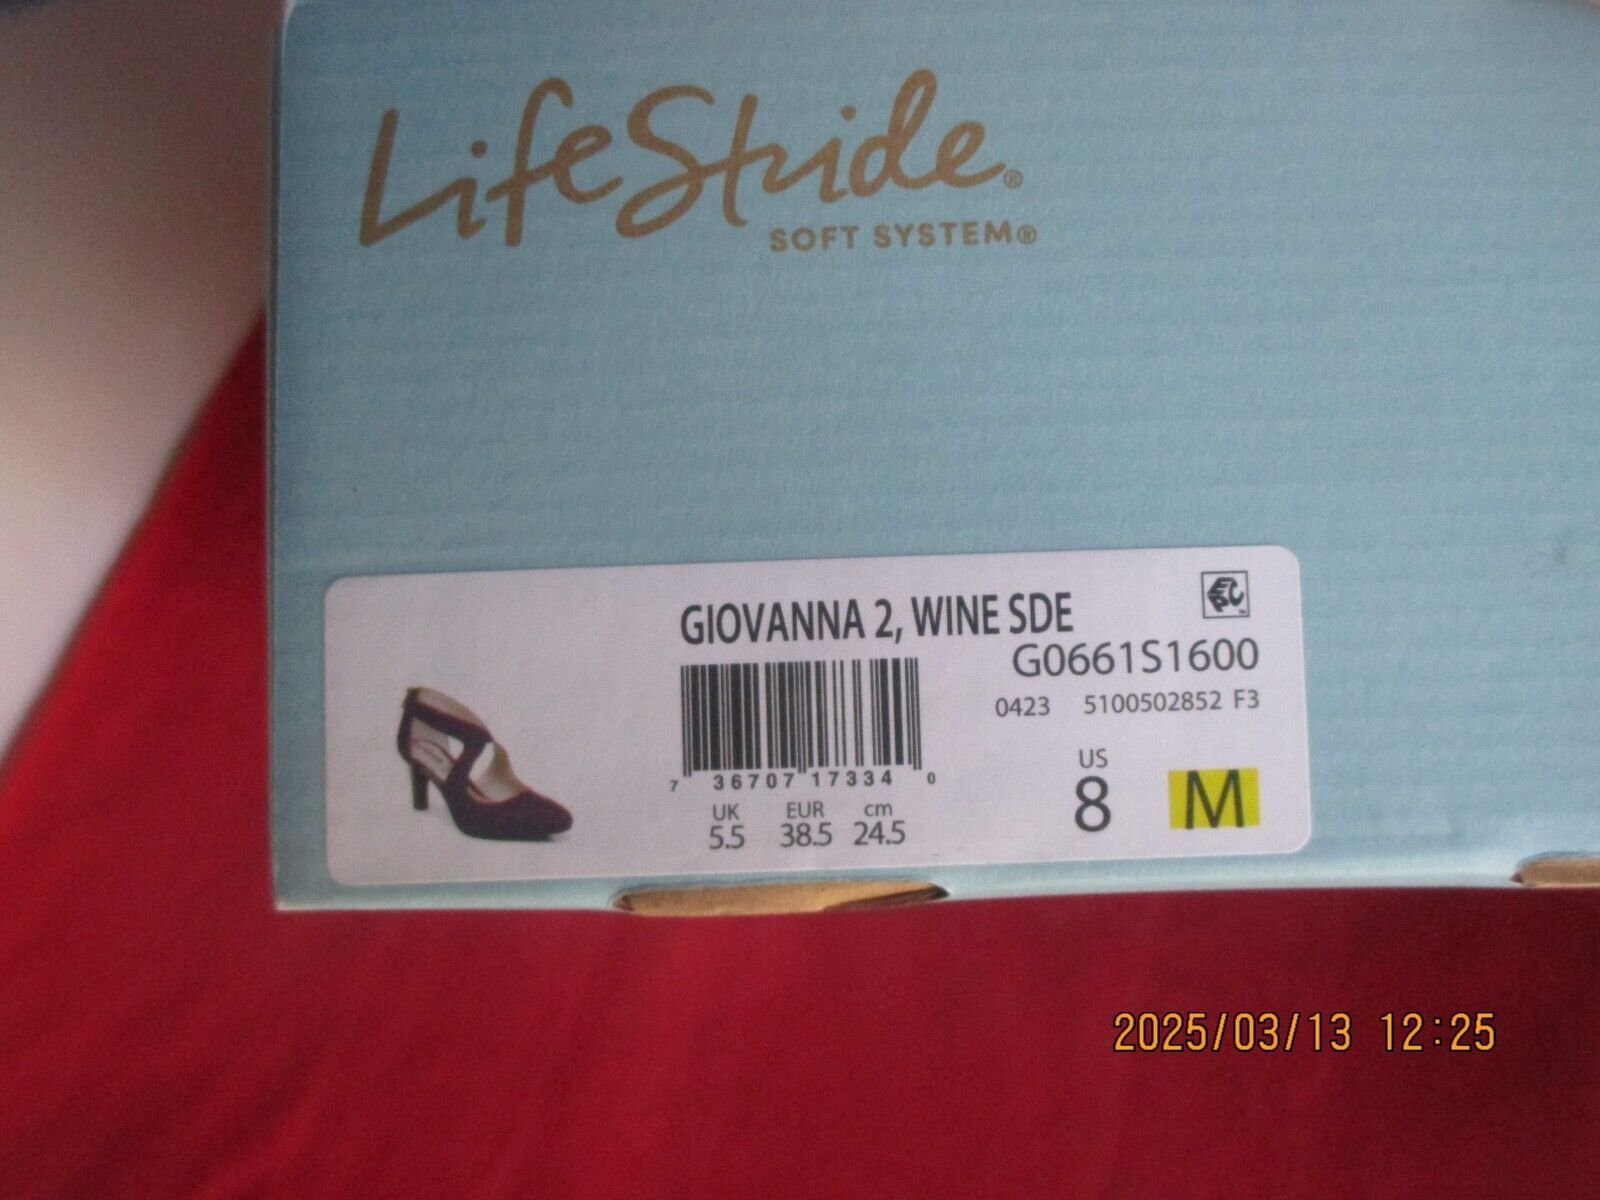 LifeStride®
SOFT SYSTEM®
GIOVANNA 2, WINE SDE
G0661S1600
0423 5100502852 F3
7 36707 17334 0
UK EUR cm
5.5 38.5 24.5
US
8 M
EPC™
2025/03/13 12:25